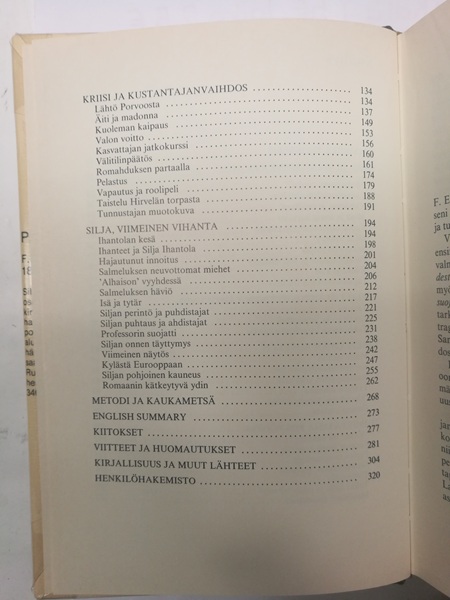 KRIISI JA KUSTANTAJANVAIHDOS 134
Lähtö Porvoosta 134
Äiti ja madonna 137
Kuoleman kaipaus 149
Valon voitto 153
Kasvattajan jatkokurssi 156
Välitilinpäätös 160
Romahduksen partaalla 161
Pelastus 174
Vapautus ja roolipeli 179
Taistelu Hirvelän torpasta 188
Tunnustajan muotokuva 191
SILJA, VIIMEINEN VIHANTA 194
Ihantolan kesä 194
Ihanteet ja Silja Ihantola 198
Hajautunut innoitus 201
Salmeluksen neuvottomat miehet 204
'Alhaison' vyyhdessä 206
Salmeluksen häviö 212
Isä ja tytär 217
Siljan perintö ja puhdistajat 221
Siljan puhtaus ja ahdistajat 225
Professorin suojatti 231
Siljan onnen täyttymys 238
Viimeinen näytös 242
Kylästä Eurooppaan 247
Siljan pohjoinen kauneus 255
Romaanin kätkeytyvä ydin 262
METODI JA KAUKAMETSÄ 268
ENGLISH SUMMARY 273
KIITOKSET 277
VIITTEET JA HUOMAUTUKSET 281
KIRJALLISUUS JA MUUT LÄHTEET 304
HENKILÖHAKEMISTO 320